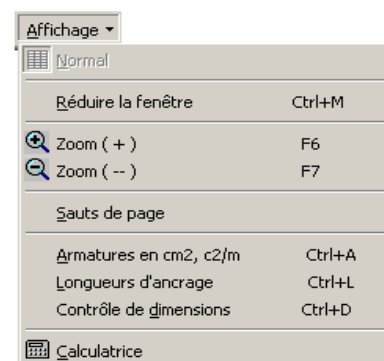 Affichage
Normal
Réduire la fenêtre Ctrl+M
Zoom ( + ) F6
Zoom ( -- ) F7
Sauts de page
Armatures en cm2, c2/m Ctrl+A
Longueurs d'ancrage Ctrl+L
Contrôle de dimensions Ctrl+D
Calculatrice